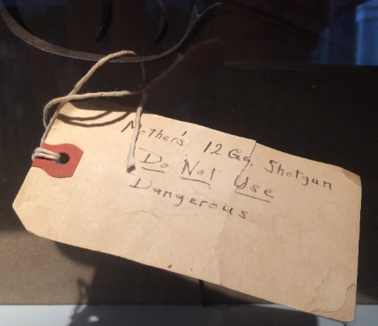 Mother's 12 Ga. Shotgun
Do Not Use
Dangerous